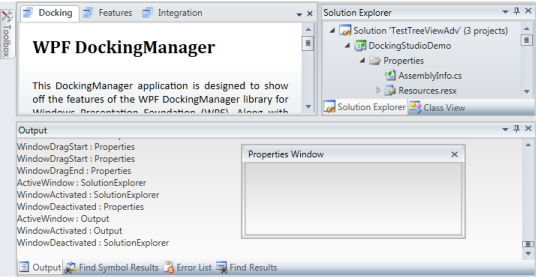 Toolbox
Docking
Features
Integration
WPF DockingManager
This DockingManager application is designed to show
off the features of the WPF DockingManager library for
Windows Presentation Foundation (WPF). Along with
Solution Explorer
Solution 'TestTreeViewAdv' (3 projects)
DockingStudioDemo
Properties
AssemblyInfo.cs
Resources.resx
Solution Explorer
Class View
Output
WindowDragStart : Properties
WindowDragStart : Properties
WindowDragEnd : Properties
ActiveWindow : SolutionExplorer
WindowActivated : SolutionExplorer
WindowDeactivated : Properties
ActiveWindow : Output
WindowActivated : Output
WindowDeactivated : SolutionExplorer
Properties Window
Output
Find Symbol Results
Error List
Find Results